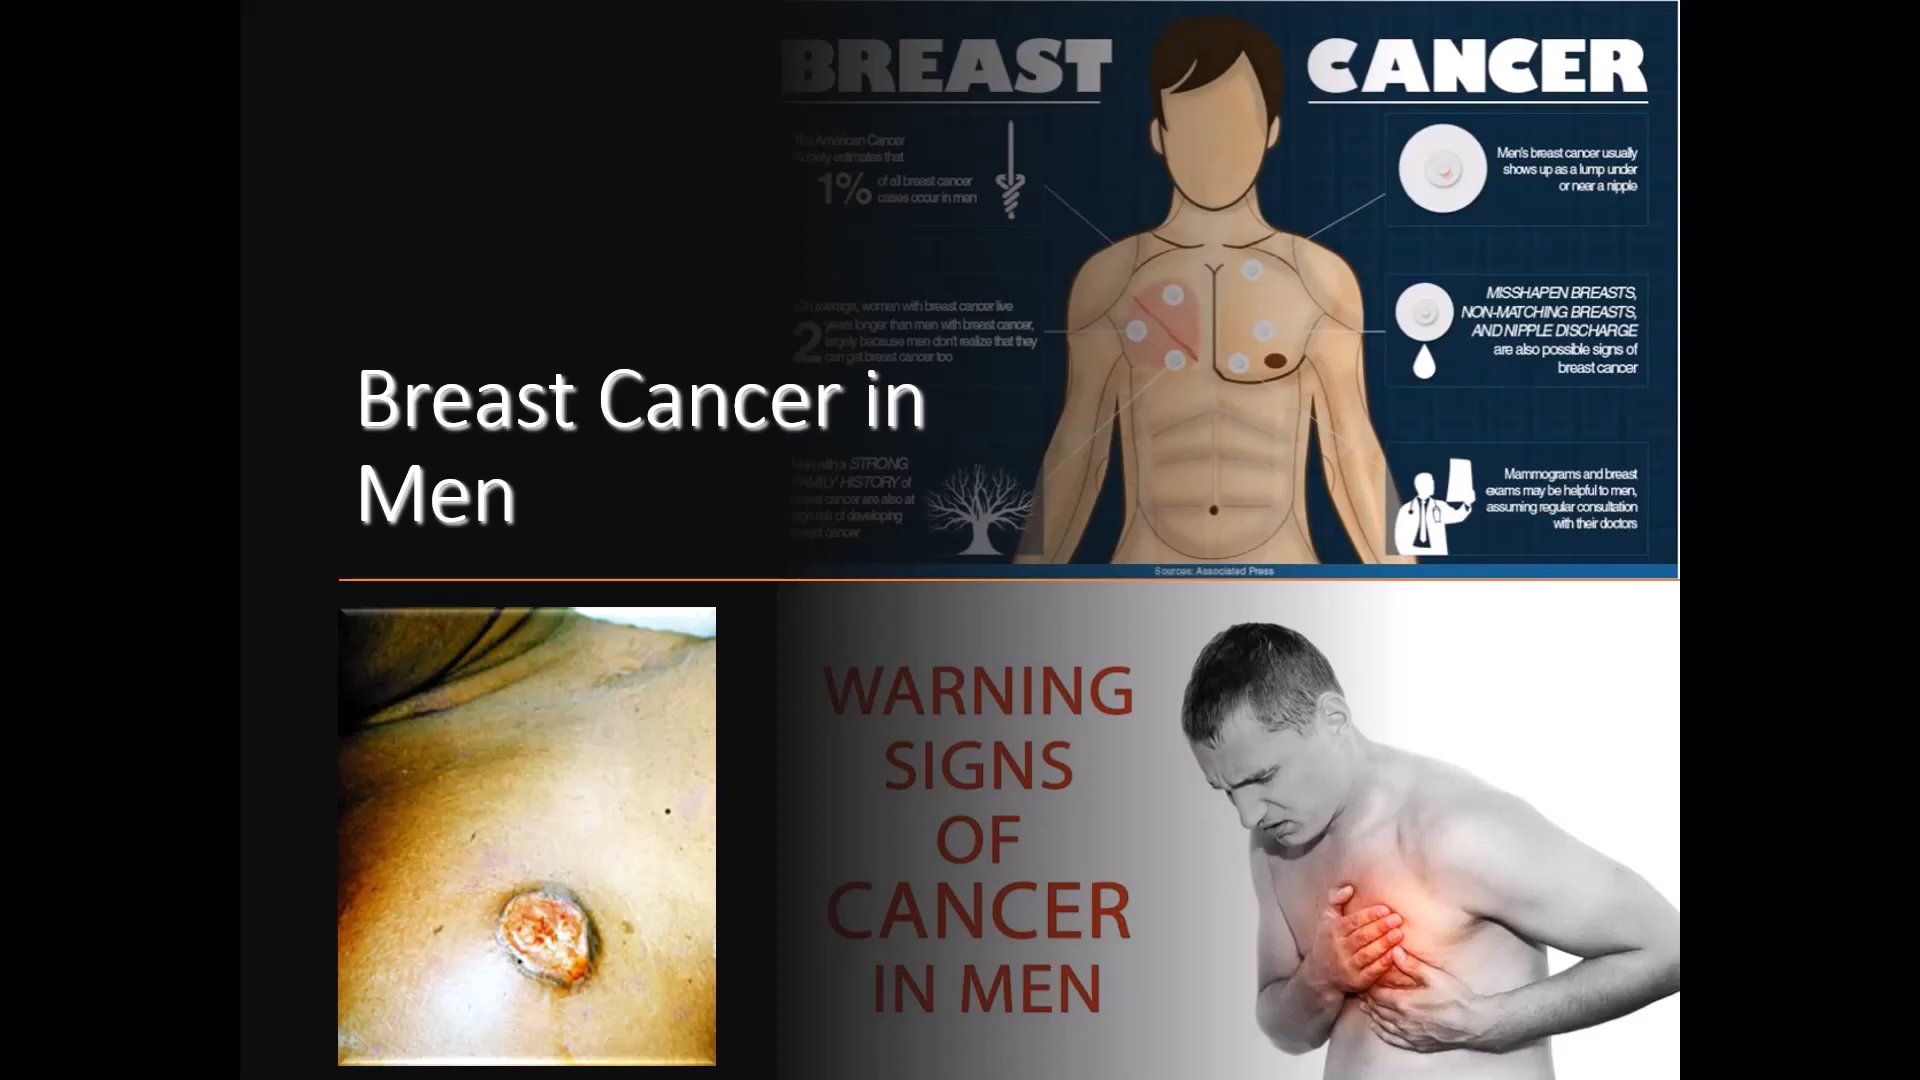 BREAST CANCER
The American Cancer
Society estimates that
1% of all breast cancer
cases occur in men
On average, women with breast cancer live
2 years longer than men with breast cancer,
largely because men don't realize that they
can get breast cancer too
Men with a STRONG
FAMILY HISTORY of
breast cancer are also at
high risk of developing
breast cancer
Men's breast cancer usually
shows up as a lump under
or near a nipple
MISSHAPEN BREASTS,
NON-MATCHING BREASTS,
AND NIPPLE DISCHARGE
are also possible signs of
breast cancer
Mammograms and breast
exams may be helpful to men,
assuming regular consultation
with their doctors
Sources: Associated Press
Breast Cancer in
Men
WARNING
SIGNS
OF
CANCER
IN MEN